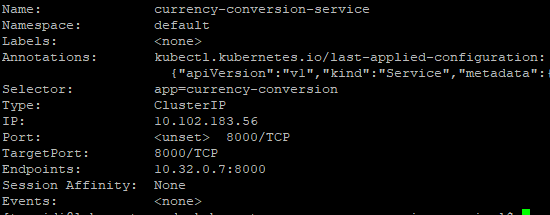 Name: currency-conversion-service
Namespace: default
Labels: <none>
Annotations: kubectl.kubernetes.io/last-applied-configuration:
{"apiVersion":"v1","kind":"Service","metadata":{
Selector: app=currency-conversion
Type: ClusterIP
IP: 10.102.183.56
Port: <unset> 8000/TCP
TargetPort: 8000/TCP
Endpoints: 10.32.0.7:8000
Session Affinity: None
Events: <none>